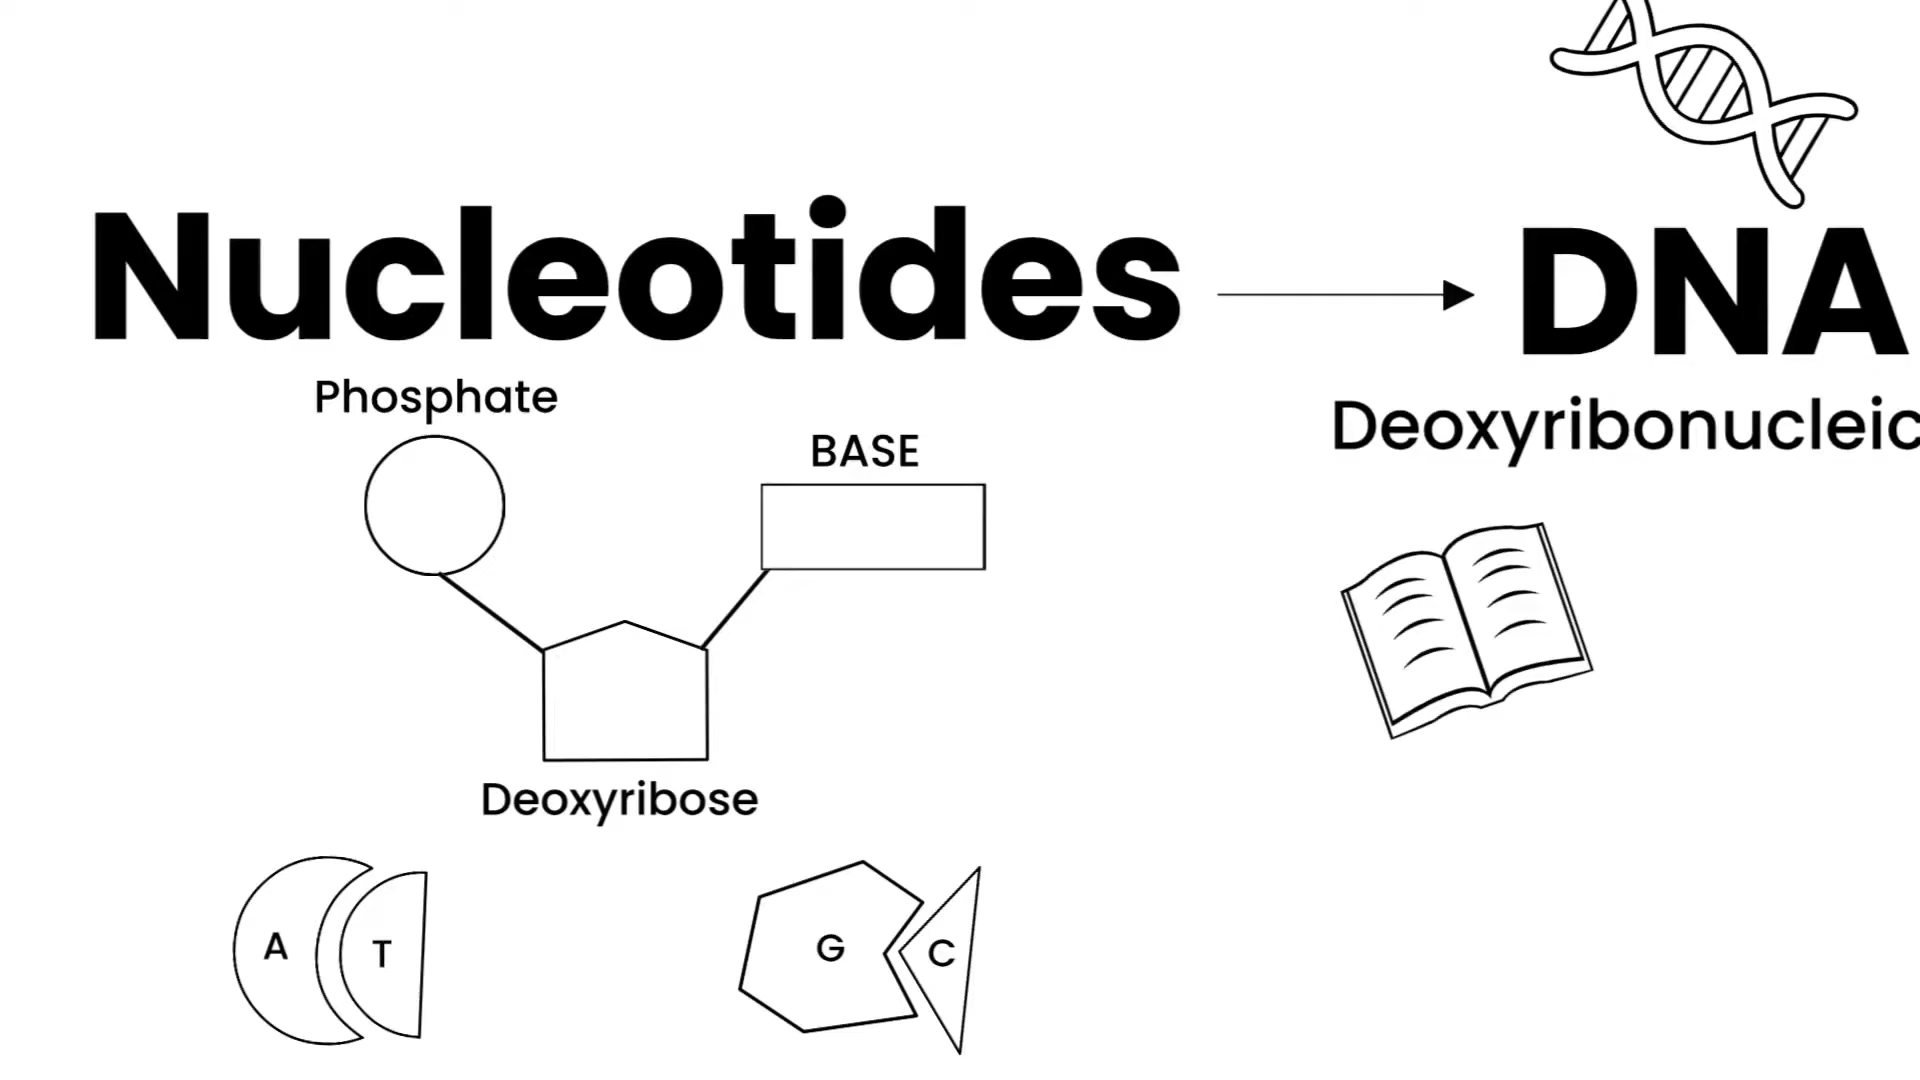 Nucleotides
DNA
Phosphate
Deoxyribonucleic
BASE
Deoxyribose
A
T
G
C